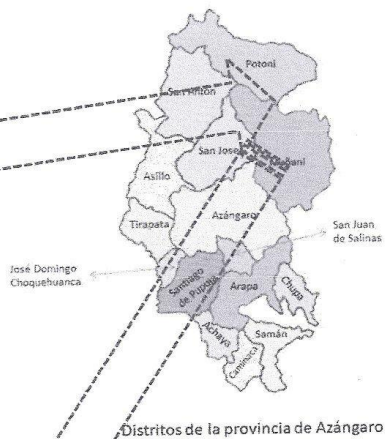 Potoni
San Antón
San José
Muñani
Asillo
Azángaro
Tirapata
San Juan
de Salinas
José Domingo
Choquehuanca
Santiago
de Pupuja
Arapa
Chupa
Achaya
Samán
Caminaca
Distritos de la provincia de Azángaro